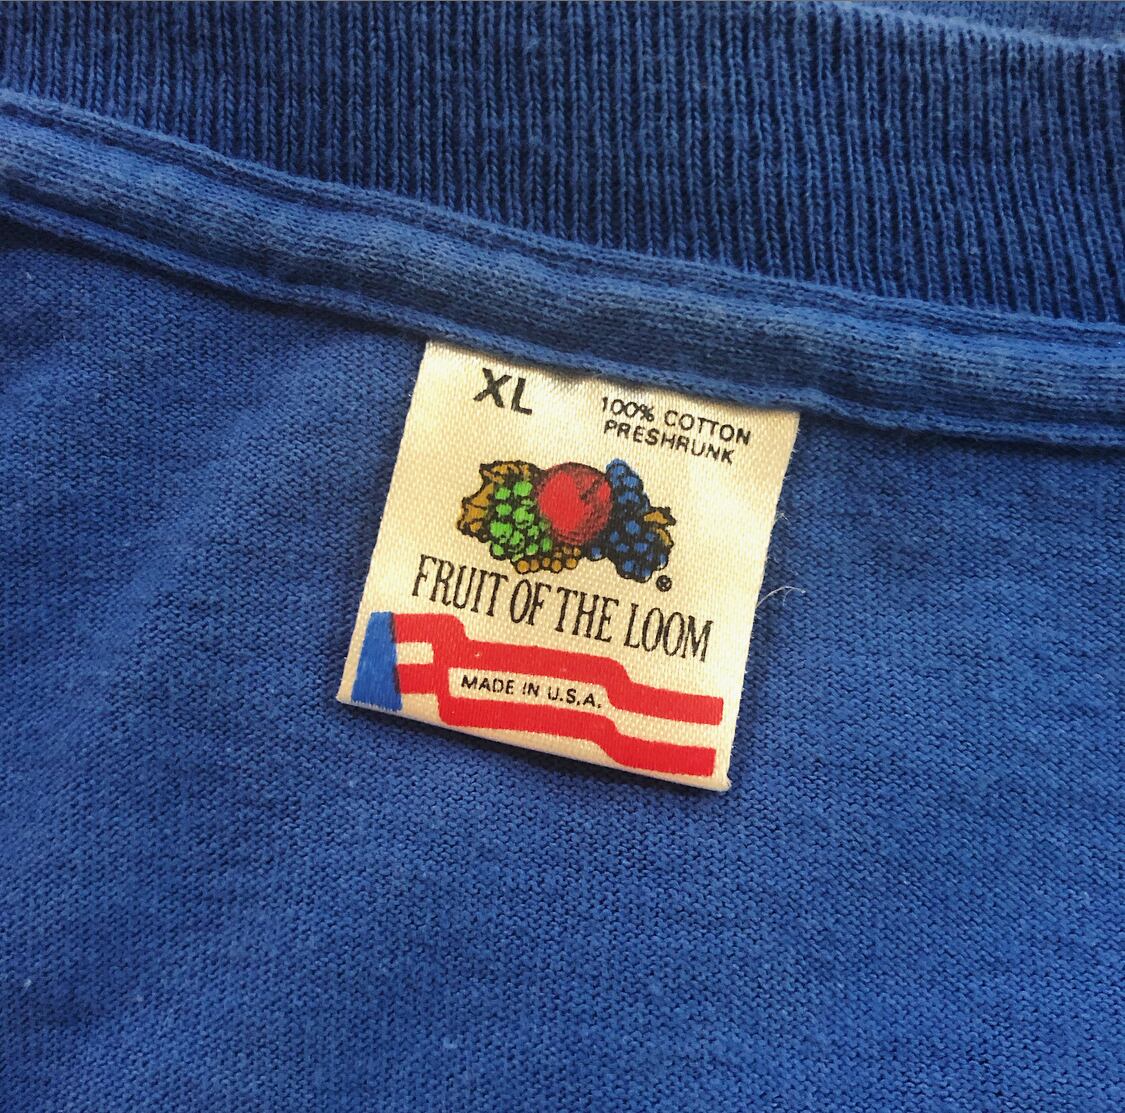 XL
100% COTTON
PRESHRUNK
®
FRUIT OF THE LOOM
MADE IN U.S.A.